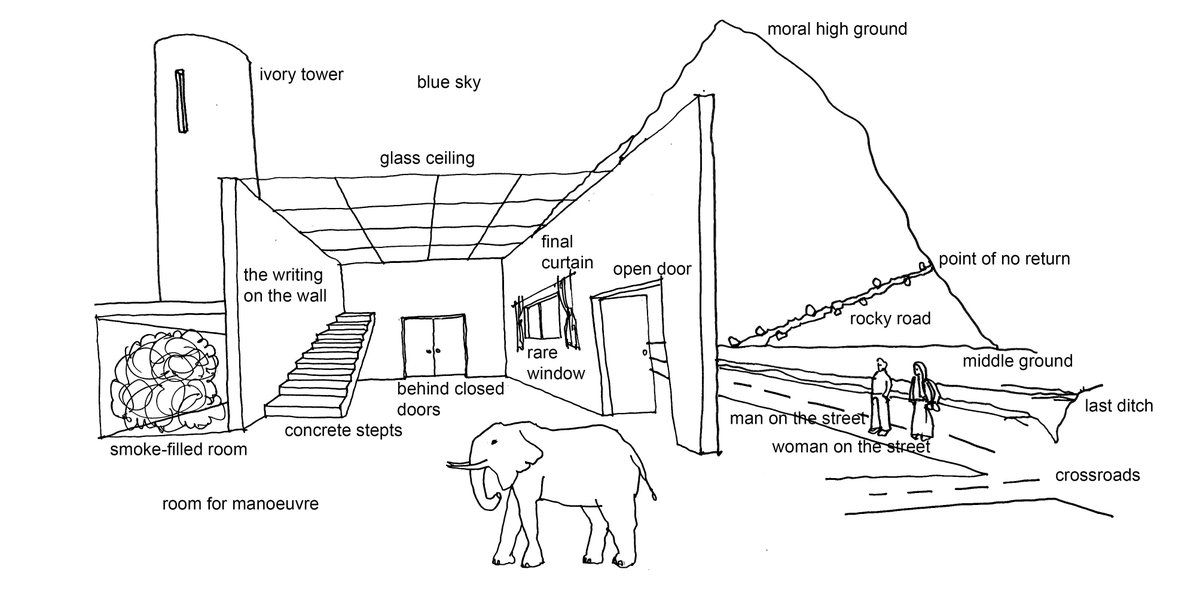 moral high ground
ivory tower
blue sky
glass ceiling
final
curtain
point of no return
open door
the writing
on the wall
rocky road
rare
window
middle ground
behind closed
doors
last ditch
man on the street
concrete stepts
woman on the street
smoke-filled room
crossroads
room for manoeuvre